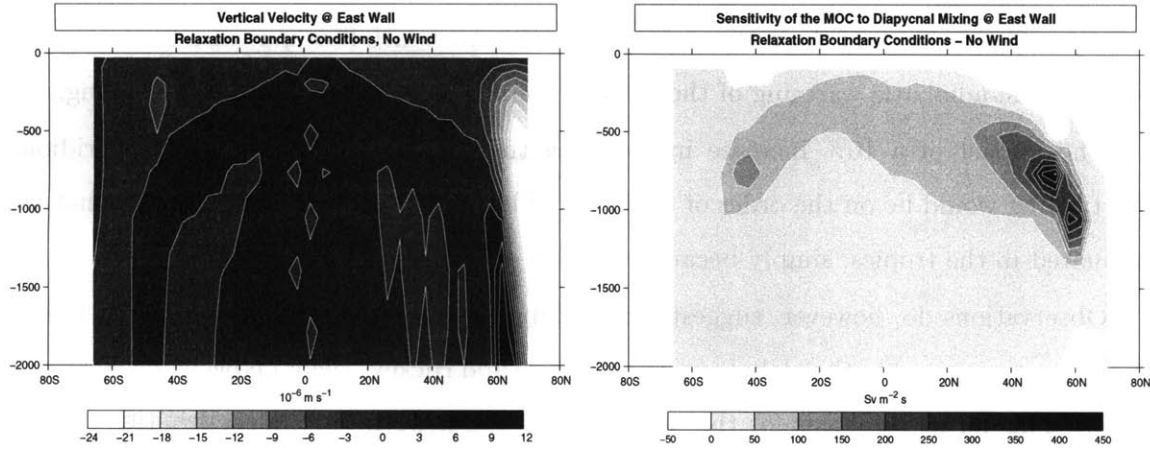 Vertical Velocity @ East Wall
Relaxation Boundary Conditions, No Wind
0
-500
-1000
-1500
-2000
80S 60S 40S 20S 0 20N 40N 60N 80N
10⁻⁶ m s⁻¹
-24 -21 -18 -15 -12 -9 -6 -3 0 3 6 9 12
Sensitivity of the MOC to Diapycnal Mixing @ East Wall
Relaxation Boundary Conditions – No Wind
0
-500
-1000
-1500
-2000
80S 60S 40S 20S 0 20N 40N 60N 80N
Sv m⁻² s
-50 0 50 100 150 200 250 300 350 400 450